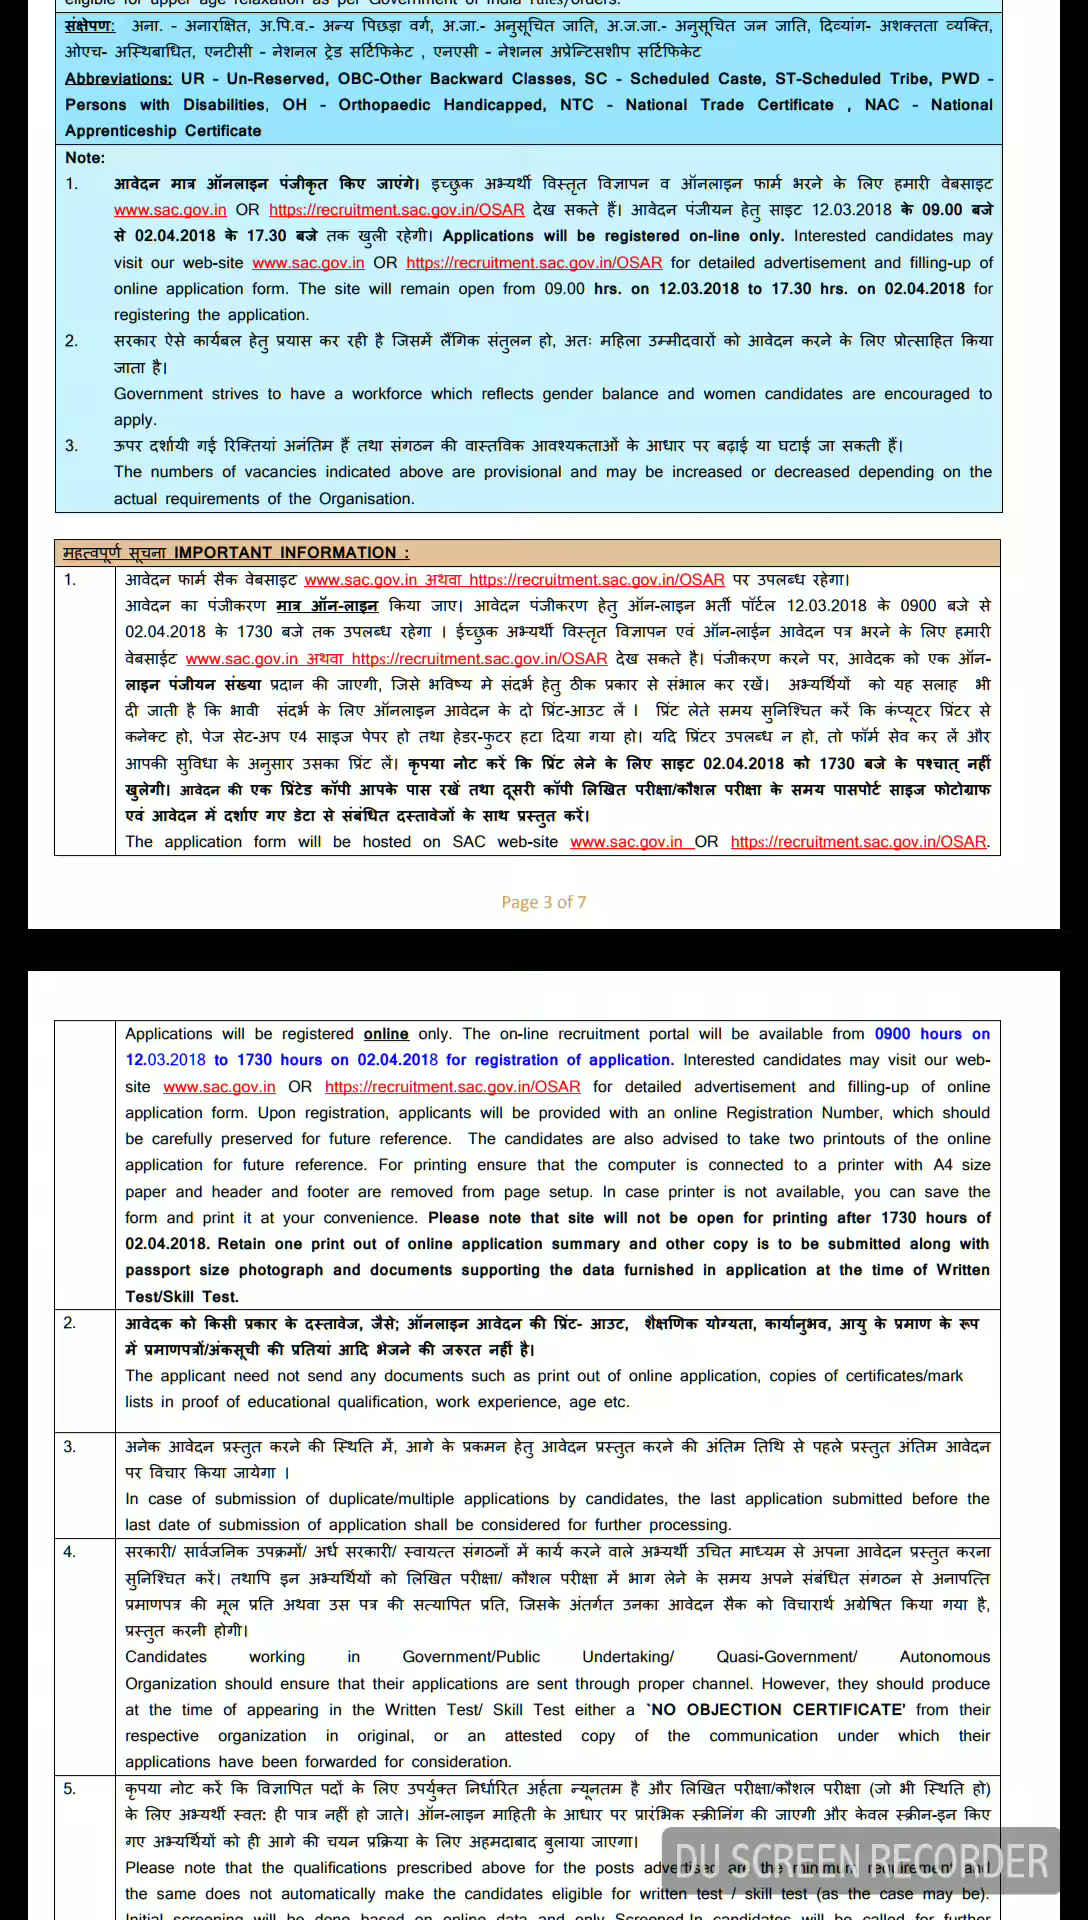 eligible for upper age relaxation as per Government of India rules/orders.
संक्षेपण: अना. - अनारक्षित, अ.पि.व.- अन्य पिछड़ा वर्ग, अ.जा.- अनुसूचित जाति, अ.ज.जा.- अनुसूचित जन जाति, दिव्यांग- अशक्तता व्यक्ति,
ओएच- अस्थिबाधित, एनटीसी - नेशनल ट्रेड सर्टिफिकेट , एनएसी - नेशनल अप्रेन्टिसशीप सर्टिफिकेट
Abbreviations: UR - Un-Reserved, OBC-Other Backward Classes, SC - Scheduled Caste, ST-Scheduled Tribe, PWD -
Persons with Disabilities, OH - Orthopaedic Handicapped, NTC - National Trade Certificate , NAC - National
Apprenticeship Certificate
Note:
1. आवेदन मात्र ऑनलाइन पंजीकृत किए जाएंगे। इच्छुक अभ्यर्थी विस्तृत विज्ञापन व ऑनलाइन फार्म भरने के लिए हमारी वेबसाइट
www.sac.gov.in OR https://recruitment.sac.gov.in/OSAR देख सकते हैं। आवेदन पंजीयन हेतु साइट 12.03.2018 के 09.00 बजे
से 02.04.2018 के 17.30 बजे तक खुली रहेगी। Applications will be registered on-line only. Interested candidates may
visit our web-site www.sac.gov.in OR https://recruitment.sac.gov.in/OSAR for detailed advertisement and filling-up of
online application form. The site will remain open from 09.00 hrs. on 12.03.2018 to 17.30 hrs. on 02.04.2018 for
registering the application.
2. सरकार ऐसे कार्यबल हेतु प्रयास कर रही है जिसमें लैंगिक संतुलन हो, अतः महिला उम्मीदवारों को आवेदन करने के लिए प्रोत्साहित किया
जाता है।
Government strives to have a workforce which reflects gender balance and women candidates are encouraged to
apply.
3. ऊपर दर्शायी गई रिक्तियां अनंतिम हैं तथा संगठन की वास्तविक आवश्यकताओं के आधार पर बढ़ाई या घटाई जा सकती हैं।
The numbers of vacancies indicated above are provisional and may be increased or decreased depending on the
actual requirements of the Organisation.
महत्वपूर्ण सूचना IMPORTANT INFORMATION :
1. आवेदन फार्म सैक वेबसाइट www.sac.gov.in अथवा https://recruitment.sac.gov.in/OSAR पर उपलब्ध रहेगा।
आवेदन का पंजीकरण मात्र ऑन-लाइन किया जाए। आवेदन पंजीकरण हेतु ऑन-लाइन भर्ती पॉर्टल 12.03.2018 के 0900 बजे से
02.04.2018 के 1730 बजे तक उपलब्ध रहेगा । ईच्छुक अभ्यर्थी विस्तृत विज्ञापन एवं ऑन-लाईन आवेदन पत्र भरने के लिए हमारी
वेबसाईट www.sac.gov.in अथवा https://recruitment.sac.gov.in/OSAR देख सकते है। पंजीकरण करने पर, आवेदक को एक ऑन-
लाइन पंजीयन संख्या प्रदान की जाएगी, जिसे भविष्य मे संदर्भ हेतु ठीक प्रकार से संभाल कर रखें। अभ्यर्थियों को यह सलाह भी
दी जाती है कि भावी संदर्भ के लिए ऑनलाइन आवेदन के दो प्रिंट-आउट लें । प्रिंट लेते समय सुनिश्चित करें कि कंप्यूटर प्रिंटर से
कनेक्ट हो, पेज सेट-अप ए4 साइज पेपर हो तथा हेडर-फुटर हटा दिया गया हो। यदि प्रिंटर उपलब्ध न हो, तो फॉर्म सेव कर लें और
आपकी सुविधा के अनुसार उसका प्रिंट लें। कृपया नोट करें कि प्रिंट लेने के लिए साइट 02.04.2018 को 1730 बजे के पश्चात् नहीं
खुलेगी। आवेदन की एक प्रिंटेड कॉपी आपके पास रखें तथा दूसरी कॉपी लिखित परीक्षा/कौशल परीक्षा के समय पासपोर्ट साइज फोटोग्राफ
एवं आवेदन में दर्शाए गए डेटा से संबंधित दस्तावेजों के साथ प्रस्तुत करें।
The application form will be hosted on SAC web-site www.sac.gov.in OR https://recruitment.sac.gov.in/OSAR.
Page 3 of 7
Applications will be registered online only. The on-line recruitment portal will be available from 0900 hours on
12.03.2018 to 1730 hours on 02.04.2018 for registration of application. Interested candidates may visit our web-
site www.sac.gov.in OR https://recruitment.sac.gov.in/OSAR for detailed advertisement and filling-up of online
application form. Upon registration, applicants will be provided with an online Registration Number, which should
be carefully preserved for future reference. The candidates are also advised to take two printouts of the online
application for future reference. For printing ensure that the computer is connected to a printer with A4 size
paper and header and footer are removed from page setup. In case printer is not available, you can save the
form and print it at your convenience. Please note that site will not be open for printing after 1730 hours of
02.04.2018. Retain one print out of online application summary and other copy is to be submitted along with
passport size photograph and documents supporting the data furnished in application at the time of Written
Test/Skill Test.
2. आवेदक को किसी प्रकार के दस्तावेज, जैसे; ऑनलाइन आवेदन की प्रिंट- आउट, शैक्षणिक योग्यता, कार्यानुभव, आयु के प्रमाण के रूप
में प्रमाणपत्रों/अंकसूची की प्रतियां आदि भेजने की जरुरत नहीं है।
The applicant need not send any documents such as print out of online application, copies of certificates/mark
lists in proof of educational qualification, work experience, age etc.
3. अनेक आवेदन प्रस्तुत करने की स्थिति में, आगे के प्रकमन हेतु आवेदन प्रस्तुत करने की अंतिम तिथि से पहले प्रस्तुत अंतिम आवेदन
पर विचार किया जायेगा ।
In case of submission of duplicate/multiple applications by candidates, the last application submitted before the
last date of submission of application shall be considered for further processing.
4. सरकारी/ सार्वजनिक उपक्रमों/ अर्ध सरकारी/ स्वायत्त संगठनों में कार्य करने वाले अभ्यर्थी उचित माध्यम से अपना आवेदन प्रस्तुत करना
सुनिश्चित करें। तथापि इन अभ्यर्थियों को लिखित परीक्षा/ कौशल परीक्षा में भाग लेने के समय अपने संबंधित संगठन से अनापत्ति
प्रमाणपत्र की मूल प्रति अथवा उस पत्र की सत्यापित प्रति, जिसके अंतर्गत उनका आवेदन सैक को विचारार्थ अग्रेषित किया गया है,
प्रस्तुत करनी होगी।
Candidates working in Government/Public Undertaking/ Quasi-Government/ Autonomous
Organization should ensure that their applications are sent through proper channel. However, they should produce
at the time of appearing in the Written Test/ Skill Test either a `NO OBJECTION CERTIFICATE' from their
respective organization in original, or an attested copy of the communication under which their
applications have been forwarded for consideration.
5. कृपया नोट करें कि विज्ञापित पदों के लिए उपर्युक्त निर्धारित अर्हता न्यूनतम है और लिखित परीक्षा/कौशल परीक्षा (जो भी स्थिति हो)
के लिए अभ्यर्थी स्वत: ही पात्र नहीं हो जाते। ऑन-लाइन माहिती के आधार पर प्रारंभिक स्क्रीनिंग की जाएगी और केवल स्क्रीन-इन किए
गए अभ्यर्थियों को ही आगे की चयन प्रक्रिया के लिए अहमदाबाद बुलाया जाएगा।
DU SCREEN RECORDER
Please note that the qualifications prescribed above for the posts advertised are the minimum requirement and
the same does not automatically make the candidates eligible for written test / skill test (as the case may be).
Initial screening will be done based on online data and only Screened-In candidates will be called for further